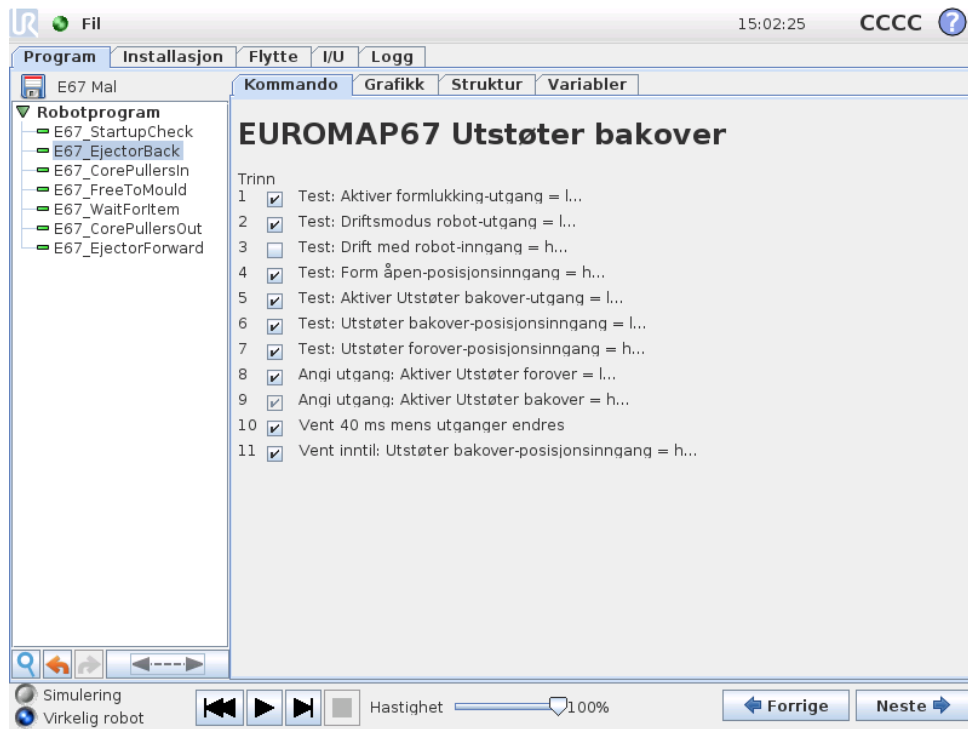 UR Fil 15:02:25 CCCC ?
Program Installasjon Flytte I/U Logg
E67 Mal
Kommando Grafikk Struktur Variabler
Robotprogram
E67_StartupCheck
E67_EjectorBack
E67_CorePullersIn
E67_FreeToMould
E67_WaitForItem
E67_CorePullersOut
E67_EjectorForward
EUROMAP67 Utstøter bakover
Trinn
1 Test: Aktiver formlukking-utgang = l...
2 Test: Driftsmodus robot-utgang = l...
3 Test: Drift med robot-inngang = h...
4 Test: Form åpen-posisjonsinngang = h...
5 Test: Aktiver Utstøter bakover-utgang = l...
6 Test: Utstøter bakover-posisjonsinngang = l...
7 Test: Utstøter forover-posisjonsinngang = h...
8 Angi utgang: Aktiver Utstøter forover = l...
9 Angi utgang: Aktiver Utstøter bakover = h...
10 Vent 40 ms mens utganger endres
11 Vent inntil: Utstøter bakover-posisjonsinngang = h...
Simulering
Virkelig robot
Hastighet 100%
Forrige Neste